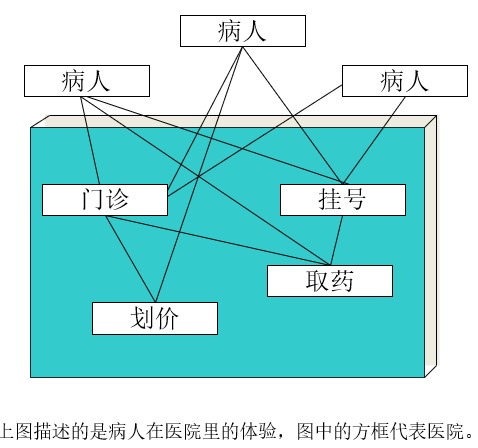 病人
病人
病人
门诊
挂号
取药
划价
上图描述的是病人在医院里的体验，图中的方框代表医院。